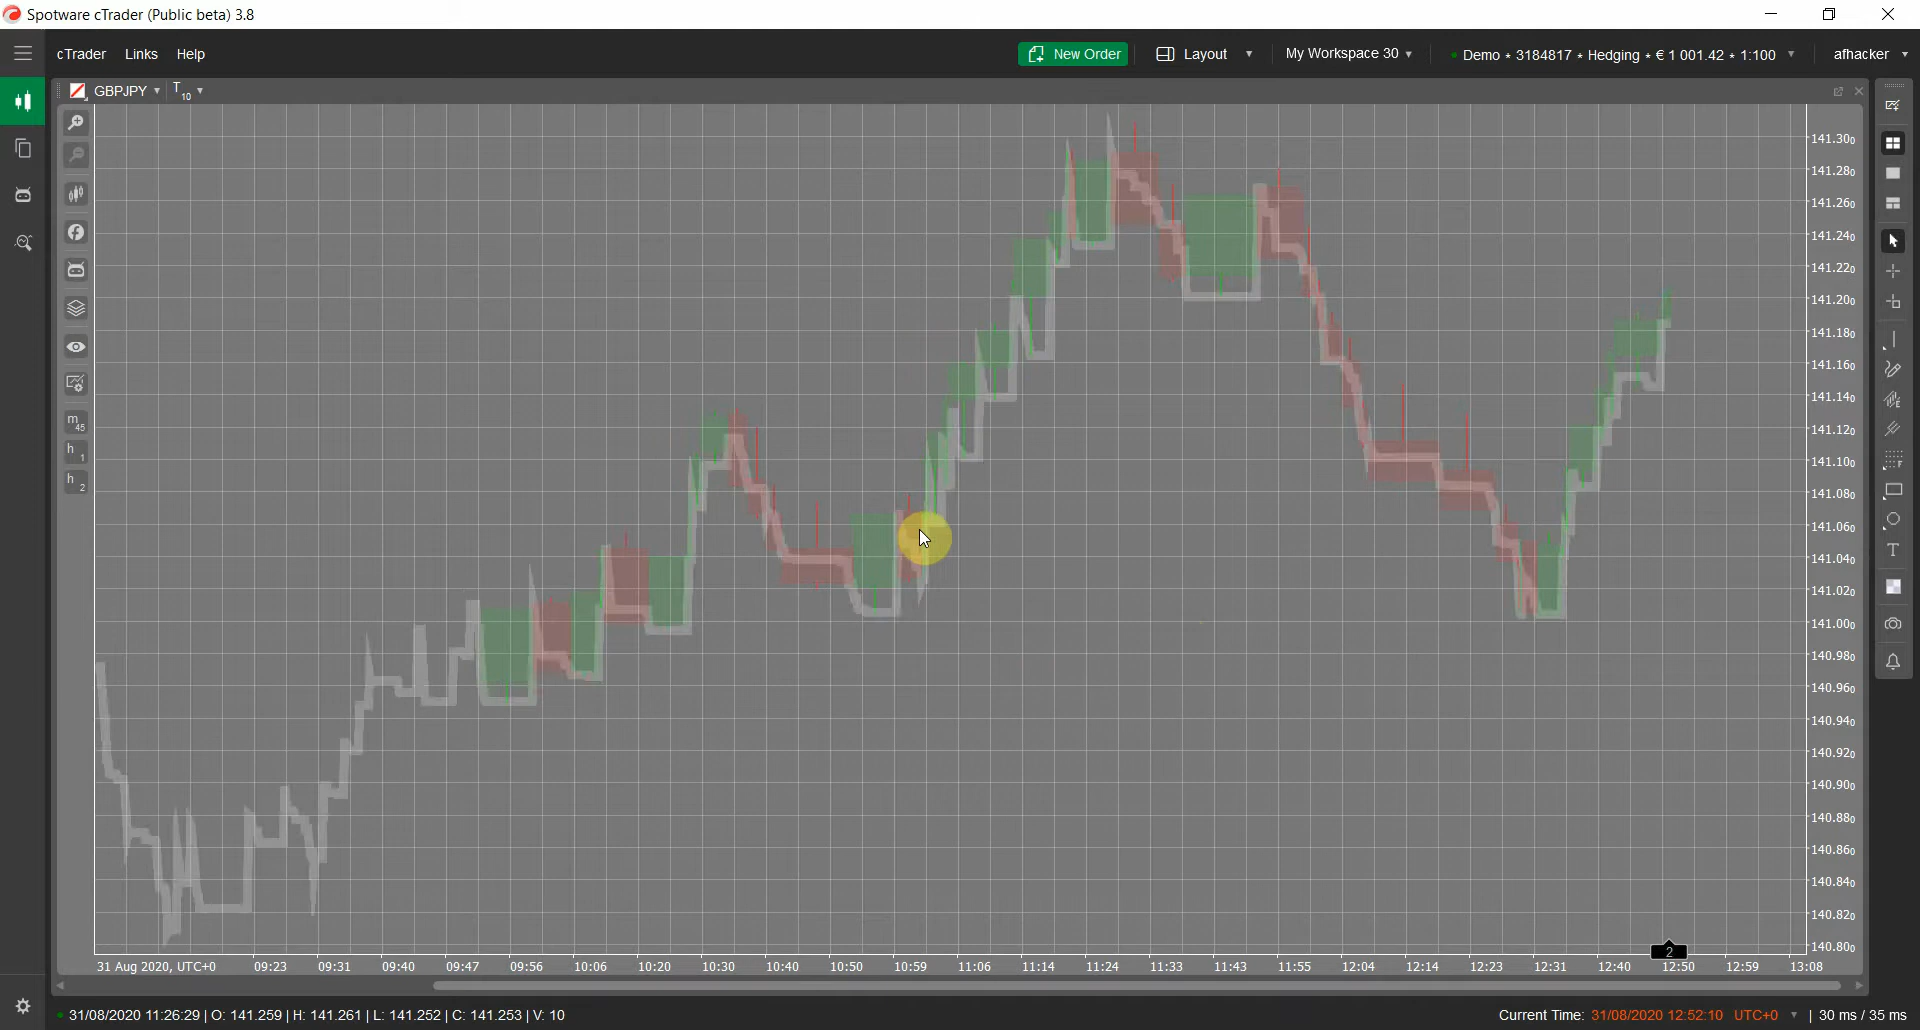 Spotware cTrader (Public beta) 3.8
cTrader Links Help
New Order
Layout
My Workspace 30
Demo • 3184817 • Hedging • € 1 001.42 • 1:100
afhacker
GBPJPY
T10
m45
h1
h2
141.300
141.280
141.260
141.240
141.220
141.200
141.180
141.160
141.140
141.120
141.100
141.080
141.060
141.040
141.020
141.000
140.980
140.960
140.940
140.920
140.900
140.880
140.860
140.840
140.820
140.800
T
2
31 Aug 2020, UTC+0 09:23 09:31 09:40 09:47 09:56 10:06 10:20 10:30 10:40 10:50 10:59 11:06 11:14 11:24 11:33 11:43 11:55 12:04 12:14 12:23 12:31 12:40 12:50 12:59 13:08
31/08/2020 11:26:29 | O: 141.259 | H: 141.261 | L: 141.252 | C: 141.253 | V: 10
Current Time: 31/08/2020 12:52:10 UTC+0 | 30 ms / 35 ms